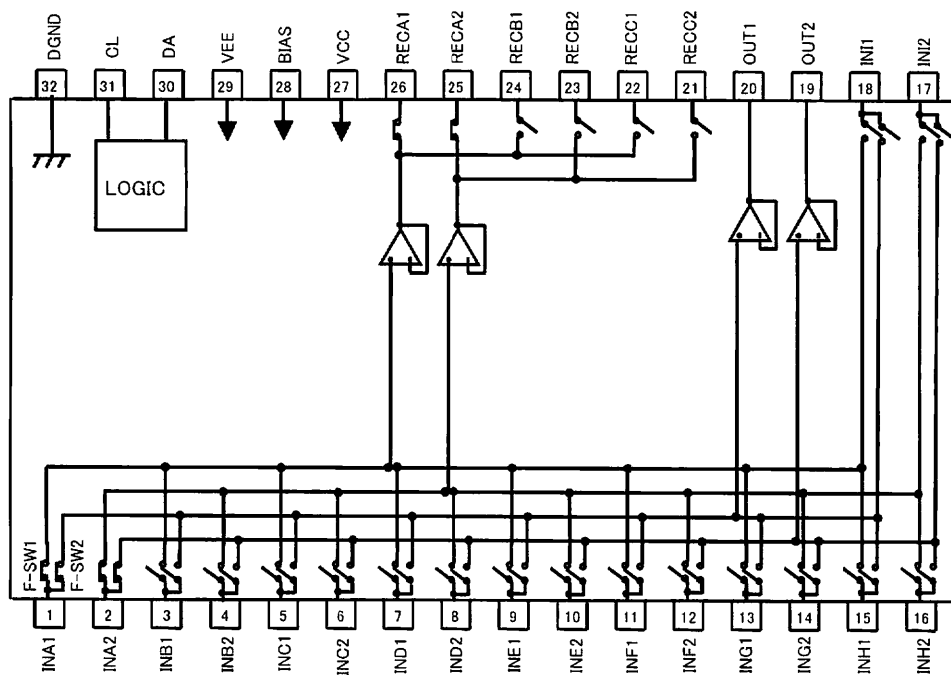 DGND
CL
DA
VEE
BIAS
VCC
RECA1
RECA2
RECB1
RECB2
RECC1
RECC2
OUT1
OUT2
INI1
INI2
32
31
30
29
28
27
26
25
24
23
22
21
20
19
18
17
LOGIC
F-SW1
F-SW2
1
2
3
4
5
6
7
8
9
10
11
12
13
14
15
16
INA1
INA2
INB1
INB2
INC1
INC2
IND1
IND2
INE1
INE2
INF1
INF2
ING1
ING2
INH1
INH2